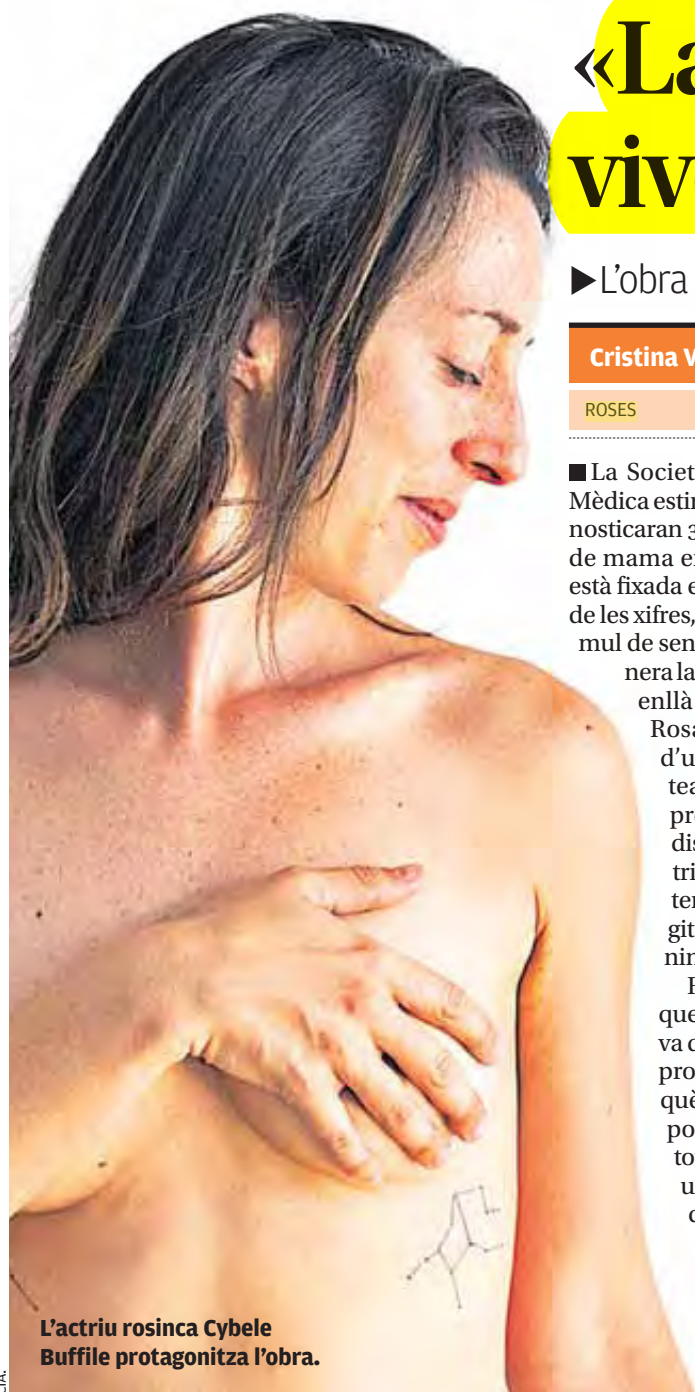 «La
viv
▶L'obra
Cristina V
ROSES
■La Societ
Mèdica estir
nosticaran 3
de mama e
està fixada e
de les xifres,
mul de sen
nera la
enllà
Rosa
d'u
tea
pr
dis
tri
ter
git
nin
que
va c
pro
què
po
to
u
L'actriu rosinca Cybele
Buffile protagonitza l'obra.